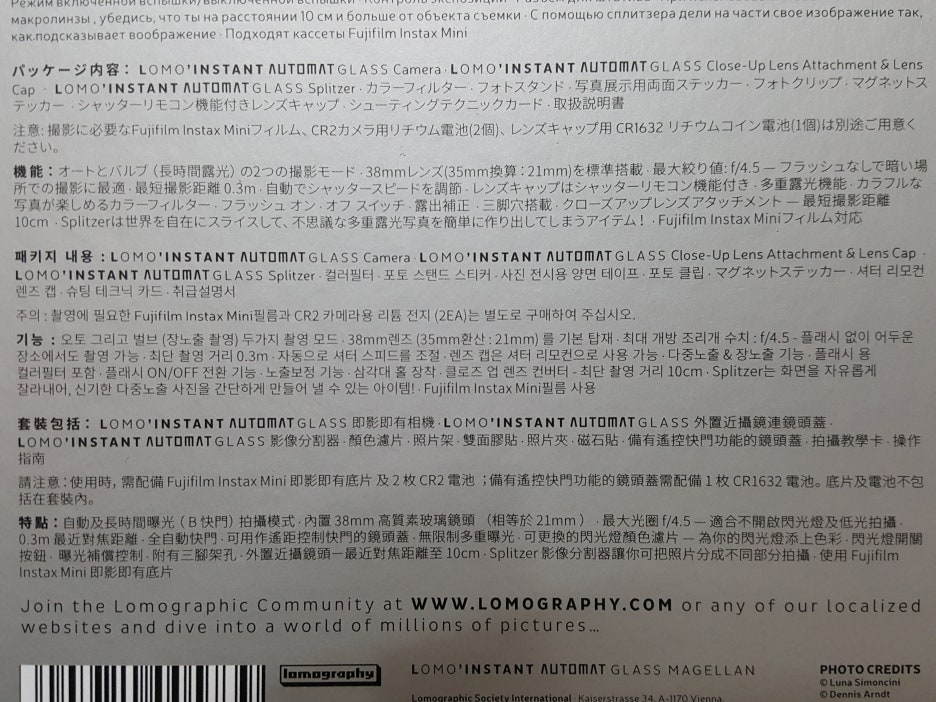 Режим включенной вспышки/выключенной вспышки · Контроль экспозиции ·
макролинзы , убедись, что ты на расстоянии 10 см и больше от объекта съемки · С помощью сплитзера дели на части свое изображение так,
как.подсказывает воображение · Подходят кассеты Fujifilm Instax Mini
パッケージ内容： LOMO'INSTANT AUTOMAT GLASS Camera · LOMO'INSTANT AUTOMAT GLASS Close-Up Lens Attachment & Lens
Cap · LOMO'INSTANT AUTOMAT GLASS Splitzer · カラーフィルター · フォトスタンド · 写真展示用両面ステッカー · フォトクリップ · マグネットス
テッカー · シャッターリモコン機能付きレンズキャップ · シューティングテクニックカード · 取扱説明書
注意: 撮影に必要なFujifilm Instax Miniフィルム、CR2カメラ用リチウム電池(2個)、レンズキャップ用 CR1632 リチウムコイン電池(1個)は別途ご用意く
ださい。
機能：オートとバルブ（長時間露光）の2つの撮影モード · 38mmレンズ(35mm換算：21mm)を標準搭載 · 最大絞り値: f/4.5 — フラッシュなしで暗い場
所での撮影に最適 · 最短撮影距離 0.3m · 自動でシャッタースピードを調節 · レンズキャップはシャッターリモコン機能付き · 多重露光機能 · カラフルな
写真が楽しめるカラーフィルター · フラッシュ オン · オフ スイッチ · 露出補正 · 三脚穴搭載 · クローズアップレンズアタッチメント — 最短撮影距離
10cm · Splitzerは世界を自在にスライスして、不思議な多重露光写真を簡単に作り出してしまうアイテム！ · Fujifilm Instax Miniフィルム対応
패키지 내용 : LOMO'INSTANT AUTOMAT GLASS Camera · LOMO'INSTANT AUTOMAT GLASS Close-Up Lens Attachment & Lens Cap ·
LOMO'INSTANT AUTOMAT GLASS Splitzer · 컬러필터 · 포토 스탠드 스티커 · 사진 전시용 양면 테이프 · 포토 클립 · マグネットステッカー · 셔터 리모컨
렌즈 캡 · 슈팅 테크닉 카드 · 취급설명서
주의 : 촬영에 필요한 Fujifilm Instax Mini필름과 CR2 카메라용 리튬 전지 (2EA)는 별도로 구매하여 주십시오.
기능 : 오토 그리고 벌브 (장노출 촬영) 두가지 촬영 모드 · 38mm렌즈 (35mm환산 : 21mm) 를 기본 탑재 · 최대 개방 조리개 수치 : f/4.5 - 플래시 없이 어두운
장소에서도 촬영 가능 · 최단 촬영 거리 0.3m · 자동으로 셔터 스피드를 조절 · 렌즈 캡은 셔터 리모컨으로 사용 가능 · 다중노출 & 장노출 기능 · 플래시 용
컬러필터 포함 · 플래시 ON/OFF 전환 기능 · 노출보정 기능 · 삼각대 홀 장착 · 클로즈 업 렌즈 컨버터 - 최단 촬영 거리 10cm · Splitzer는 화면을 자유롭게
잘라내어, 신기한 다중노출 사진을 간단하게 만들어 낼 수 있는 아이템! · Fujifilm Instax Mini필름 사용
套裝包括： LOMO'INSTANT AUTOMAT GLASS 即影即有相機 · LOMO'INSTANT AUTOMAT GLASS 外置近攝鏡連鏡頭蓋 ·
LOMO'INSTANT AUTOMAT GLASS 影像分割器 · 顏色濾片 · 照片架 · 雙面膠貼 · 照片夾 · 磁石貼 · 備有遙控快門功能的鏡頭蓋 · 拍攝教學卡 · 操作
指南
請注意 : 使用時, 需配備 Fujifilm Instax Mini 即影即有底片 及 2 枚 CR2 電池 ；備有遙控快門功能的鏡頭蓋需配備 1 枚 CR1632 電池。底片及電池不包
括在套裝內。
特點：自動及長時間曝光（B 快門）拍攝模式 · 內置 38mm 高質素玻璃鏡頭 （相等於 21mm ） · 最大光圈 f/4.5 — 適合不開啟閃光燈及低光拍攝 ·
0.3m 最近對焦距離 · 全自動快門 · 可用作遙距控制快門的鏡頭蓋 · 無限制多重曝光 · 可更換的閃光燈顏色濾片 — 為你的閃光燈添上色彩 · 閃光燈開關
按鈕 · 曝光補償控制 · 附有三腳架孔 · 外置近攝鏡頭一最近對焦距離至 10cm · Splitzer 影像分割器讓你可把照片分成不同部分拍攝 · 使用 Fujifilm
Instax Mini 即影即有底片
Join the Lomographic Community at WWW.LOMOGRAPHY.COM or any of our localized
websites and dive into a world of millions of pictures...
lomography
LOMO'INSTANT AUTOMAT GLASS MAGELLAN
PHOTO CREDITS
© Luna Simoncini
© Dennis Arndt
Lomographic Society International · Kaiserstrasse 34, A-1170 Vienna,